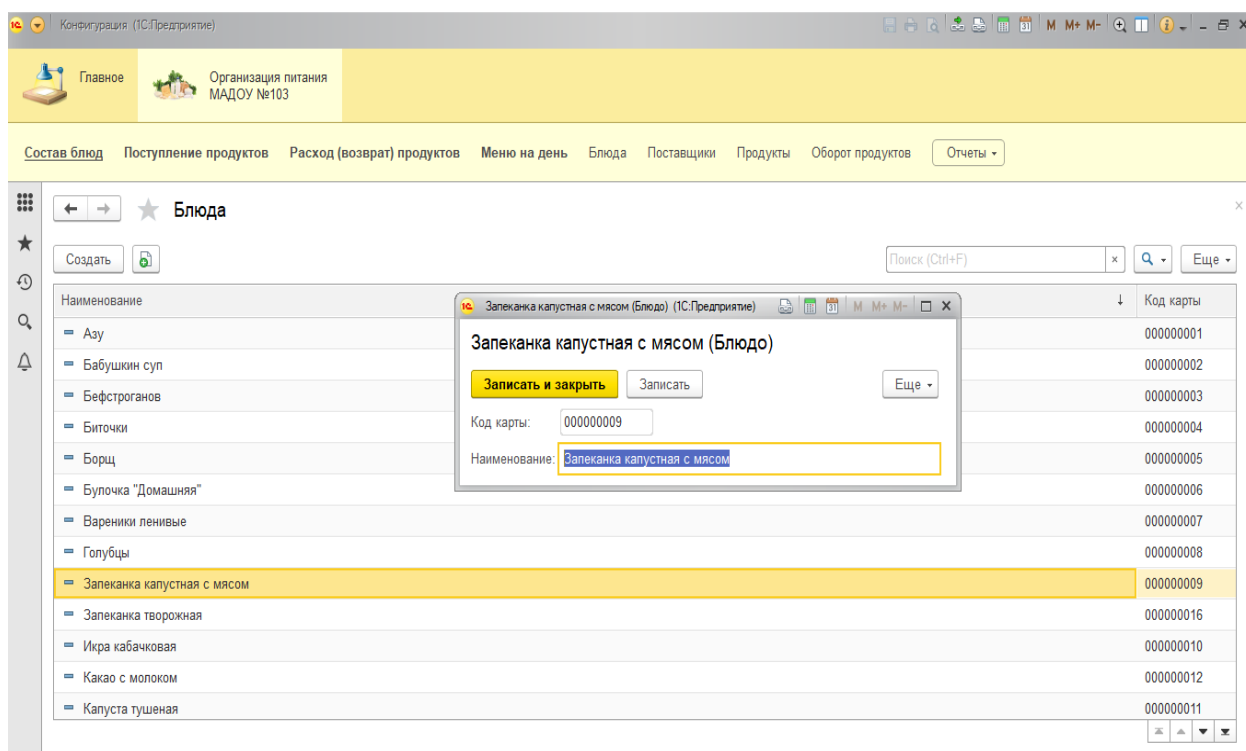 Конфигурация (1С:Предприятие)
M M+ M-
Главное
Организация питания
МАДОУ №103
Состав блюд Поступление продуктов Расход (возврат) продуктов Меню на день Блюда Поставщики Продукты Оборот продуктов Отчеты
Блюда
Создать Поиск (Ctrl+F) × Еще
Наименование Код карты
Азу 000000001
Бабушкин суп 000000002
Бефстроганов 000000003
Биточки 000000004
Борщ 000000005
Булочка "Домашняя" 000000006
Вареники ленивые 000000007
Голубцы 000000008
Запеканка капустная с мясом 000000009
Запеканка творожная 000000016
Икра кабачковая 000000010
Какао с молоком 000000012
Капуста тушеная 000000011
Запеканка капустная с мясом (Блюдо) (1С:Предприятие) M M+ M-
Запеканка капустная с мясом (Блюдо)
Записать и закрыть Записать Еще
Код карты: 000000009
Наименование: Запеканка капустная с мясом